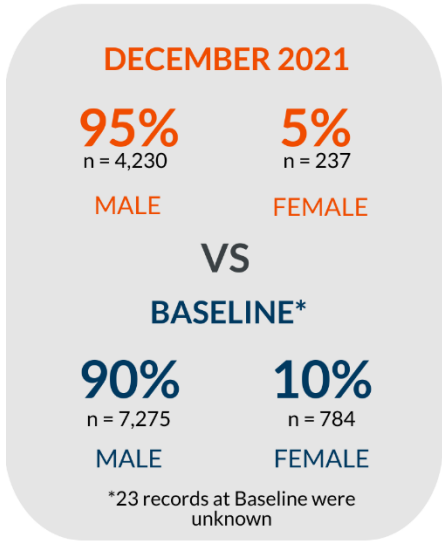 DECEMBER 2021
95% 5%
n = 4,230 n = 237
MALE FEMALE
VS
BASELINE*
90% 10%
n = 7,275 n = 784
MALE FEMALE
*23 records at Baseline were
unknown